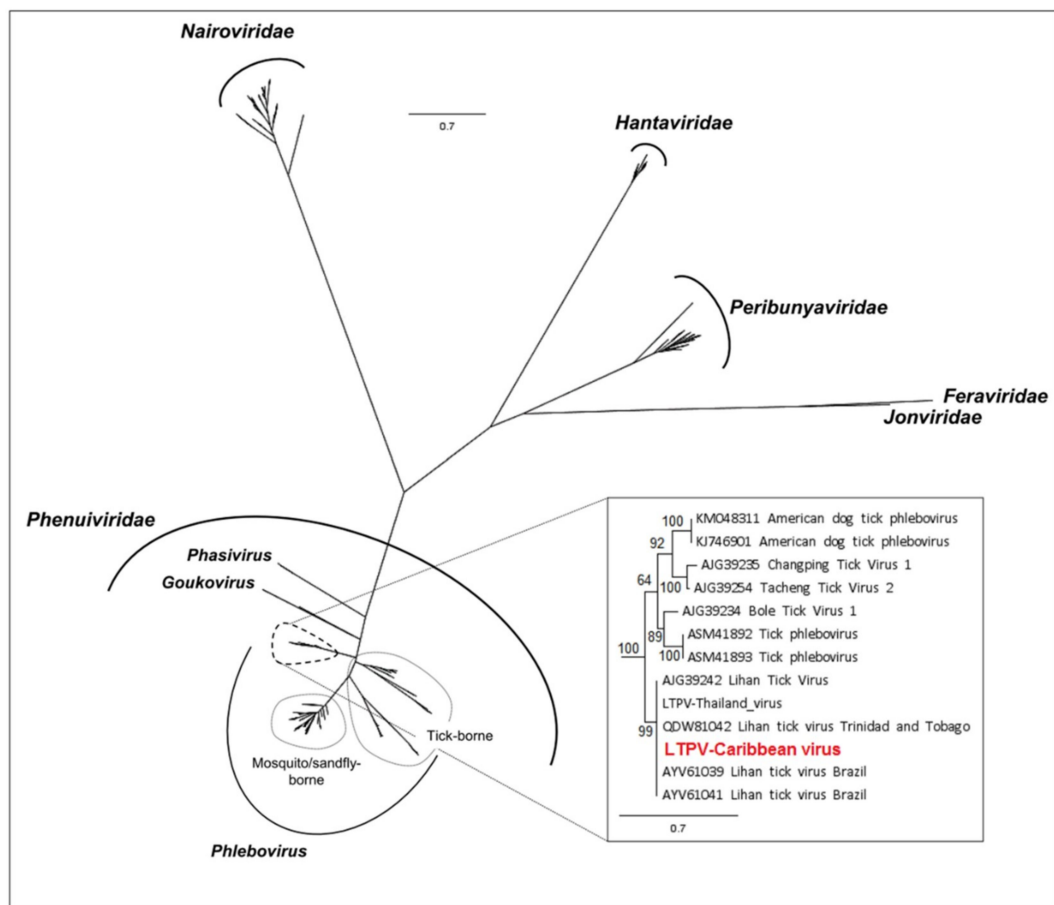 Nairoviridae
0.7
Hantaviridae
Peribunyaviridae
Feraviridae
Jonviridae
Phenuiviridae
Phasivirus
Goukovirus
Tick-borne
Mosquito/sandfly-
borne
Phlebovirus
100
KM048311 American dog tick phlebovirus
92
KJ746901 American dog tick phlebovirus
AJG39235 Changping Tick Virus 1
64
100
AJG39254 Tacheng Tick Virus 2
AJG39234 Bole Tick Virus 1
89
ASM41892 Tick phlebovirus
100
100
ASM41893 Tick phlebovirus
AJG39242 Lihan Tick Virus
LTPV-Thailand_virus
99
QDW81042 Lihan tick virus Trinidad and Tobago
LTPV-Caribbean virus
AYV61039 Lihan tick virus Brazil
AYV61041 Lihan tick virus Brazil
0.7